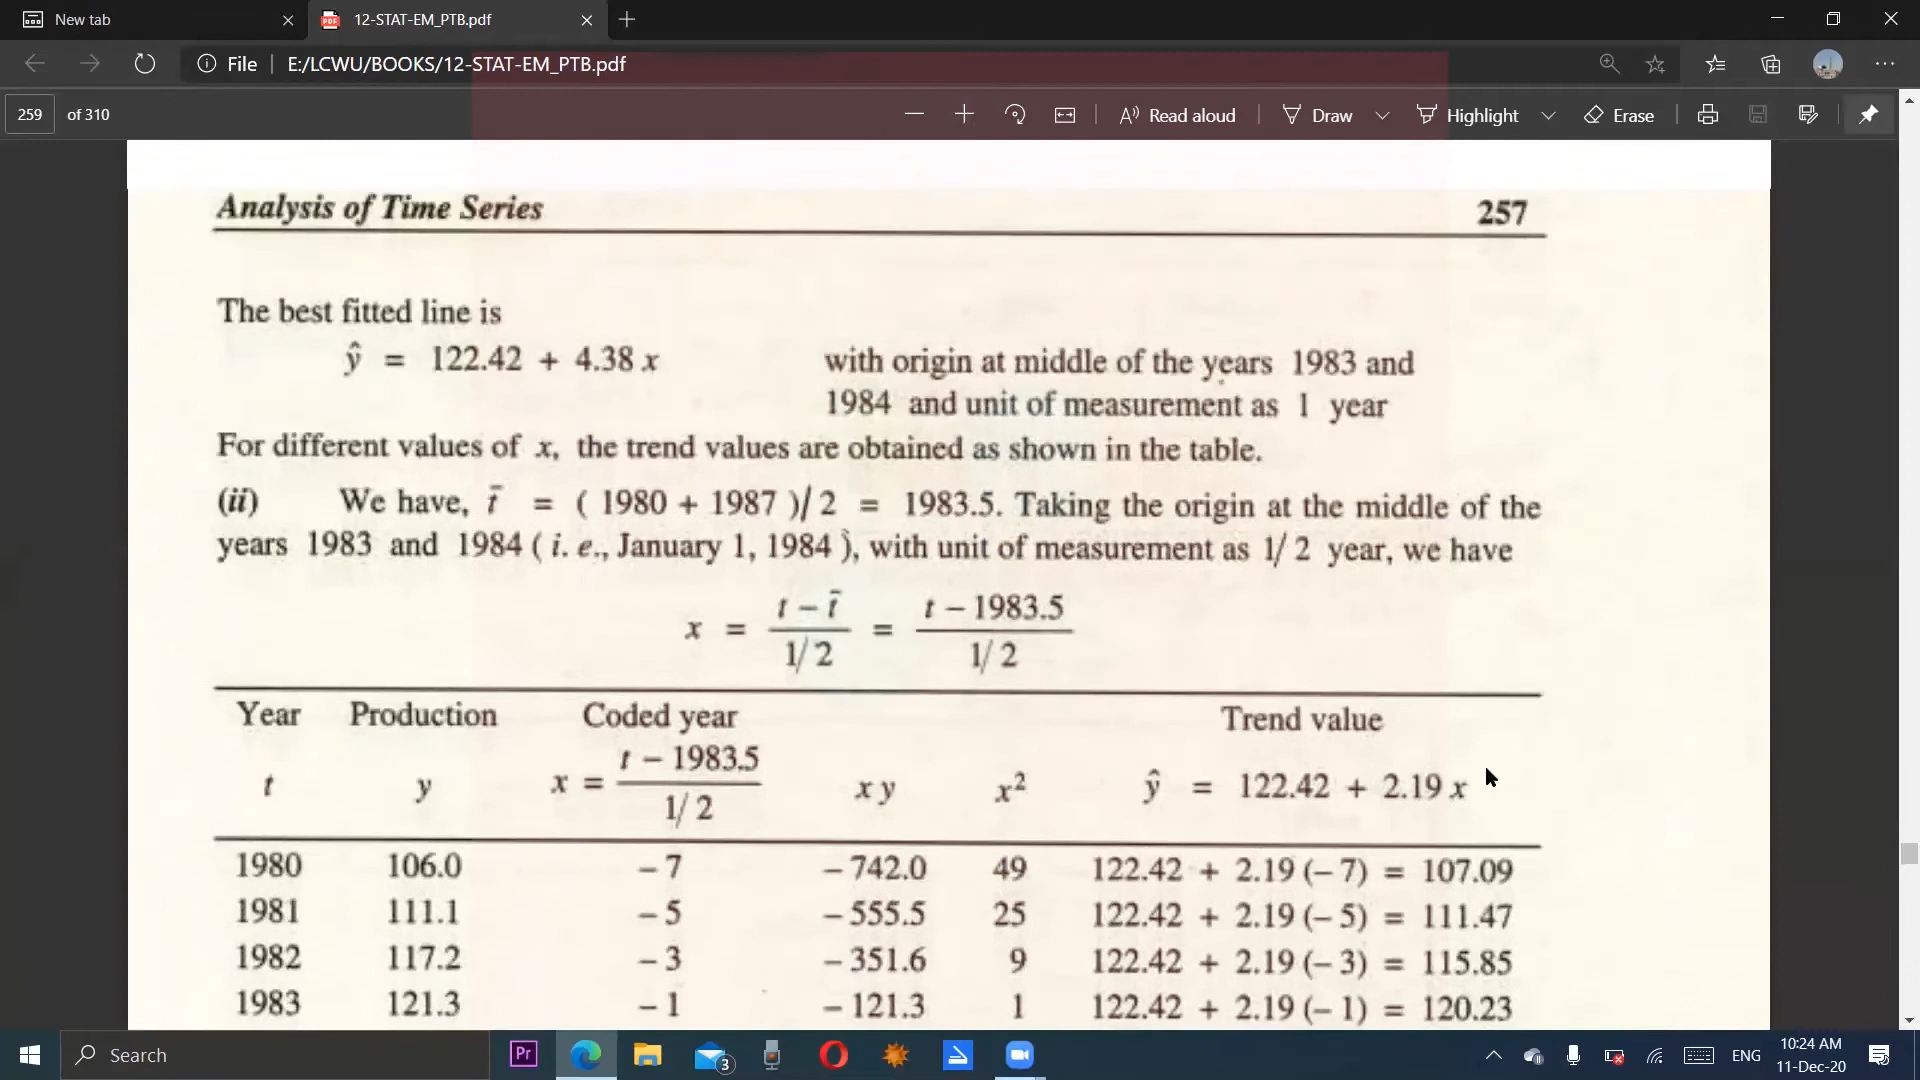 New tab
12-STAT-EM_PTB.pdf
File | E:/LCWU/BOOKS/12-STAT-EM_PTB.pdf
259 of 310
Read aloud
Draw
Highlight
Erase
Analysis of Time Series 257
The best fitted line is
ŷ = 122.42 + 4.38 x with origin at middle of the years 1983 and
1984 and unit of measurement as 1 year
For different values of x, the trend values are obtained as shown in the table.
(ii) We have, t̄ = ( 1980 + 1987 )/ 2 = 1983.5. Taking the origin at the middle of the
years 1983 and 1984 ( i. e., January 1, 1984 ), with unit of measurement as 1/ 2 year, we have
x = (t – t̄)/(1/ 2) = (t – 1983.5)/(1/ 2)
Year Production Coded year Trend value
t y x = (t – 1983.5)/(1/ 2) x y x² ŷ = 122.42 + 2.19 x
1980 106.0 – 7 – 742.0 49 122.42 + 2.19 (– 7) = 107.09
1981 111.1 – 5 – 555.5 25 122.42 + 2.19 (– 5) = 111.47
1982 117.2 – 3 – 351.6 9 122.42 + 2.19 (– 3) = 115.85
1983 121.3 – 1 – 121.3 1 122.42 + 2.19 (– 1) = 120.23
Search
Pr
3
ENG
10:24 AM
11-Dec-20